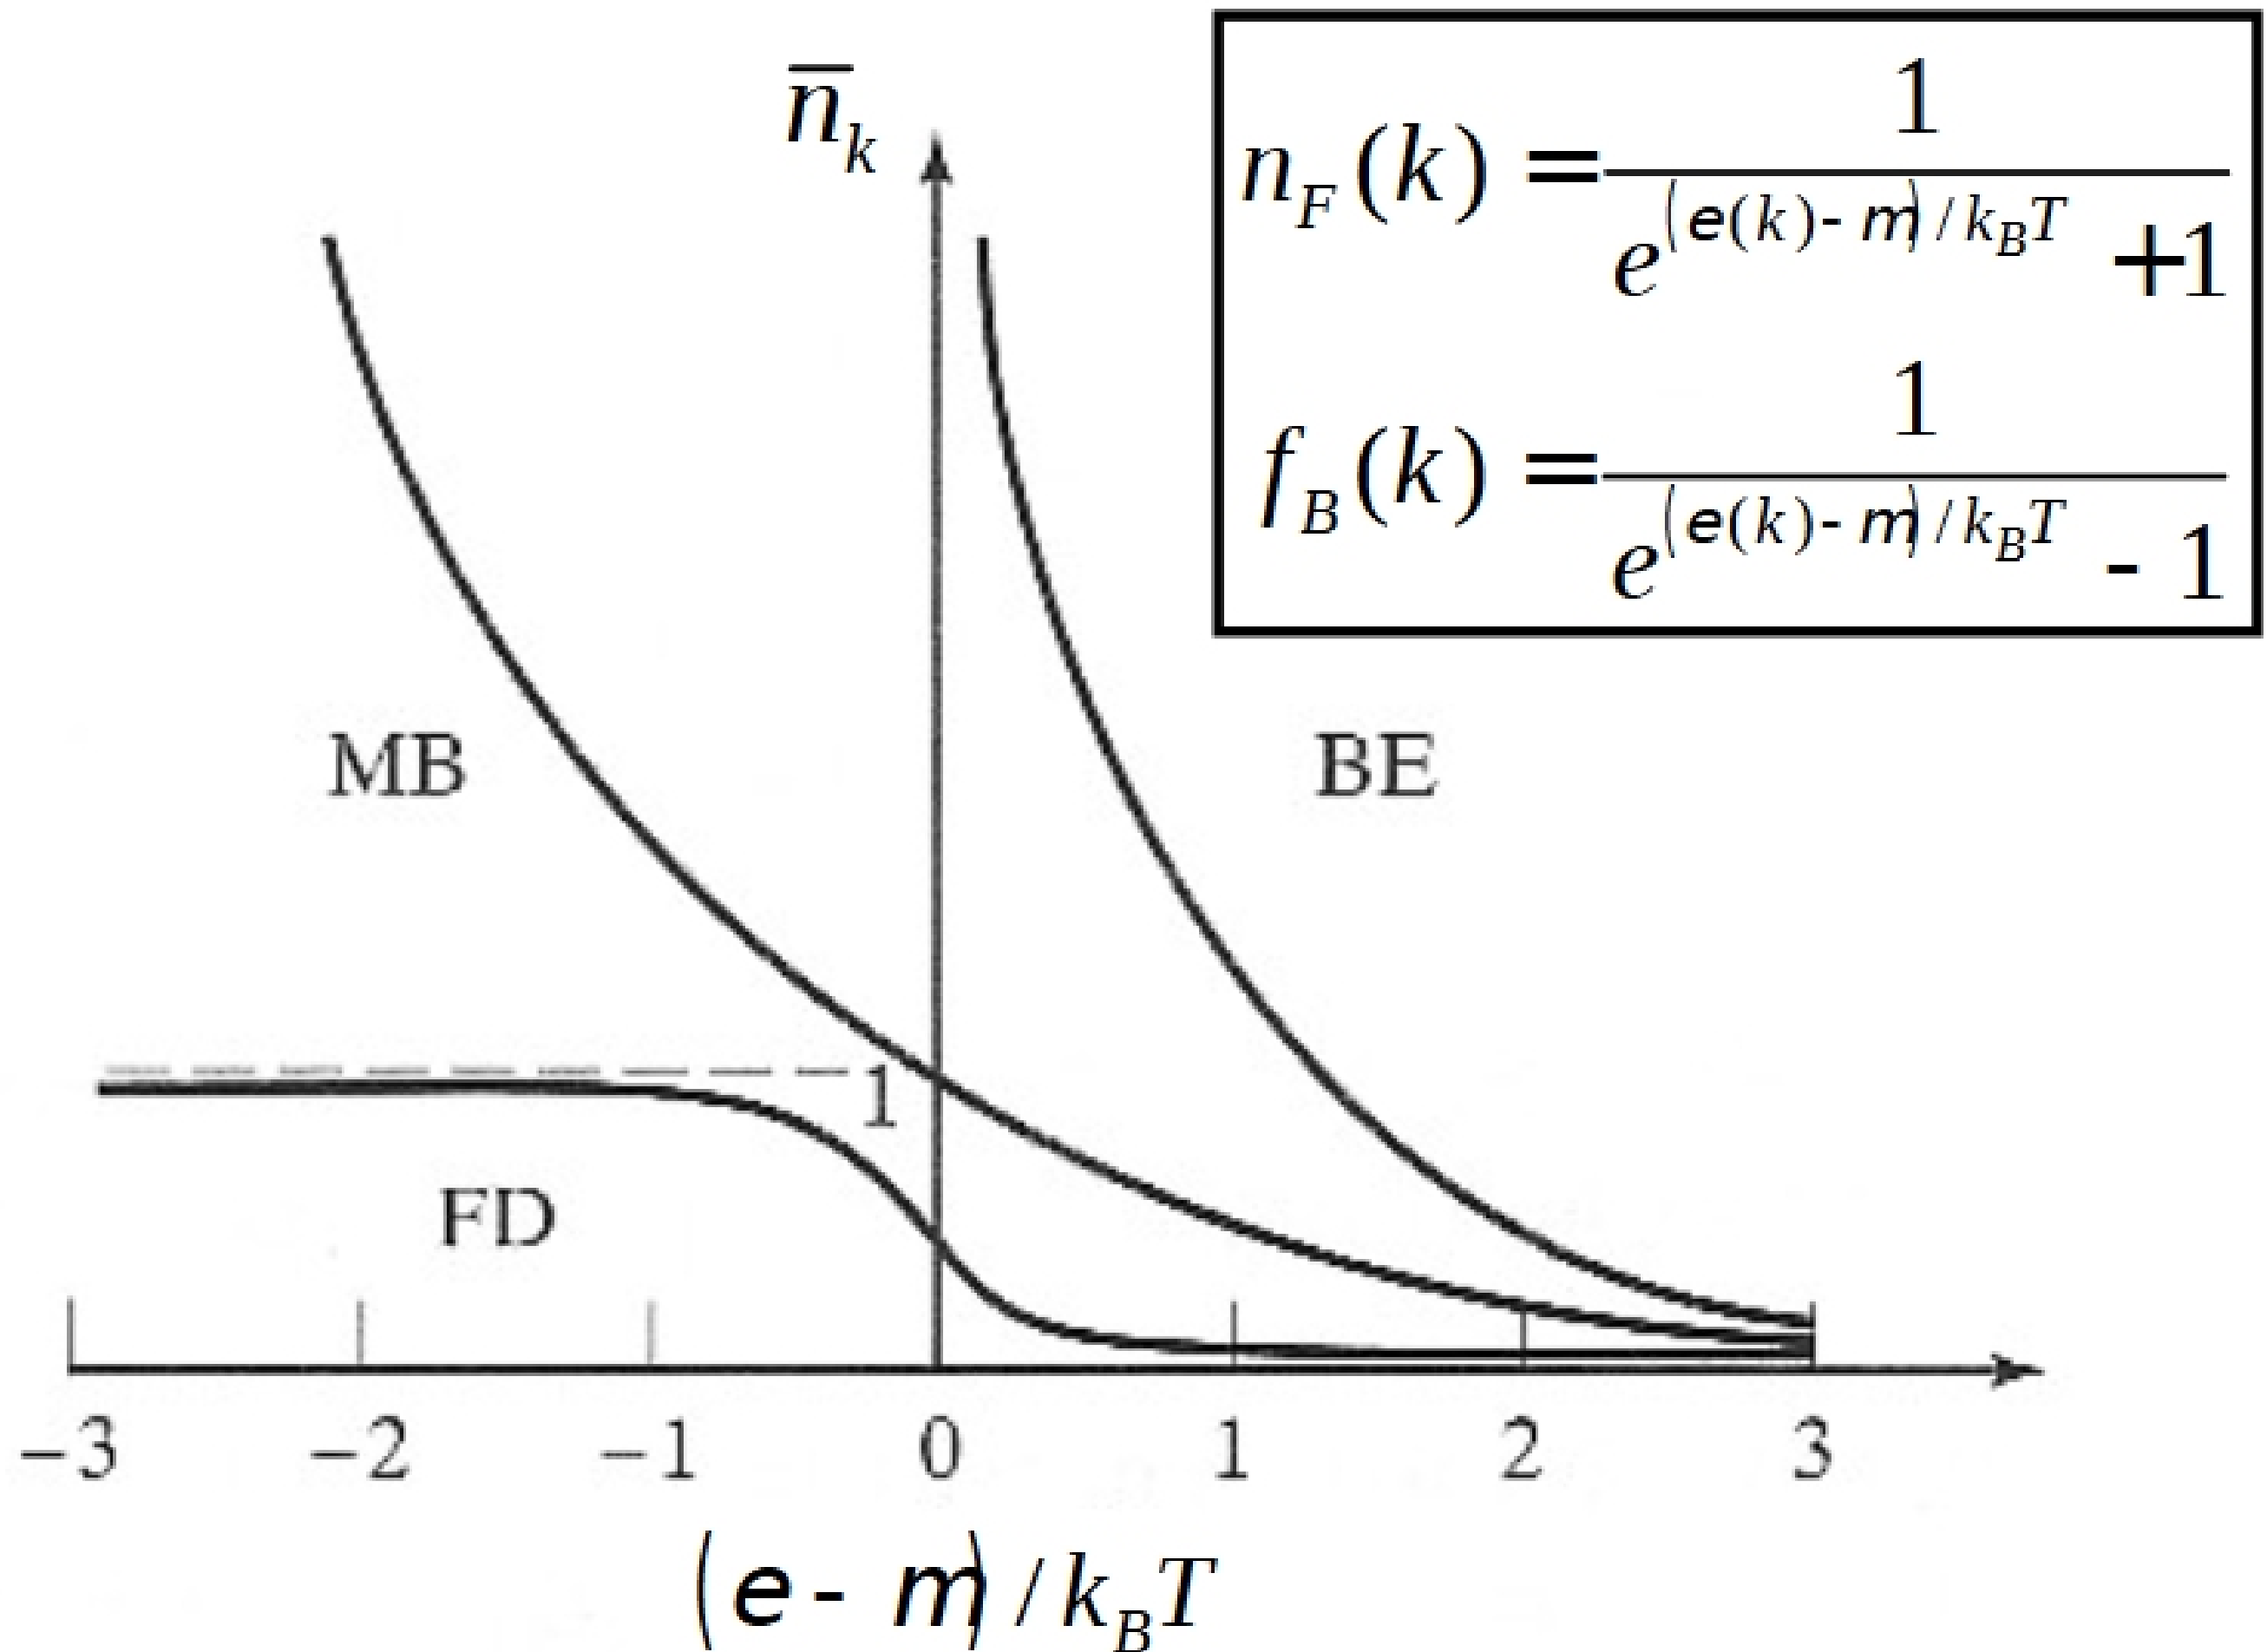 n̄_k
n_F(k) = 1 / e^((e(k)- m)/k_BT) +1
f_B(k) = 1 / e^((e(k)- m)/k_BT) - 1
MB
BE
1
FD
−3 −2 −1 0 1 2 3
(e - m)/k_BT